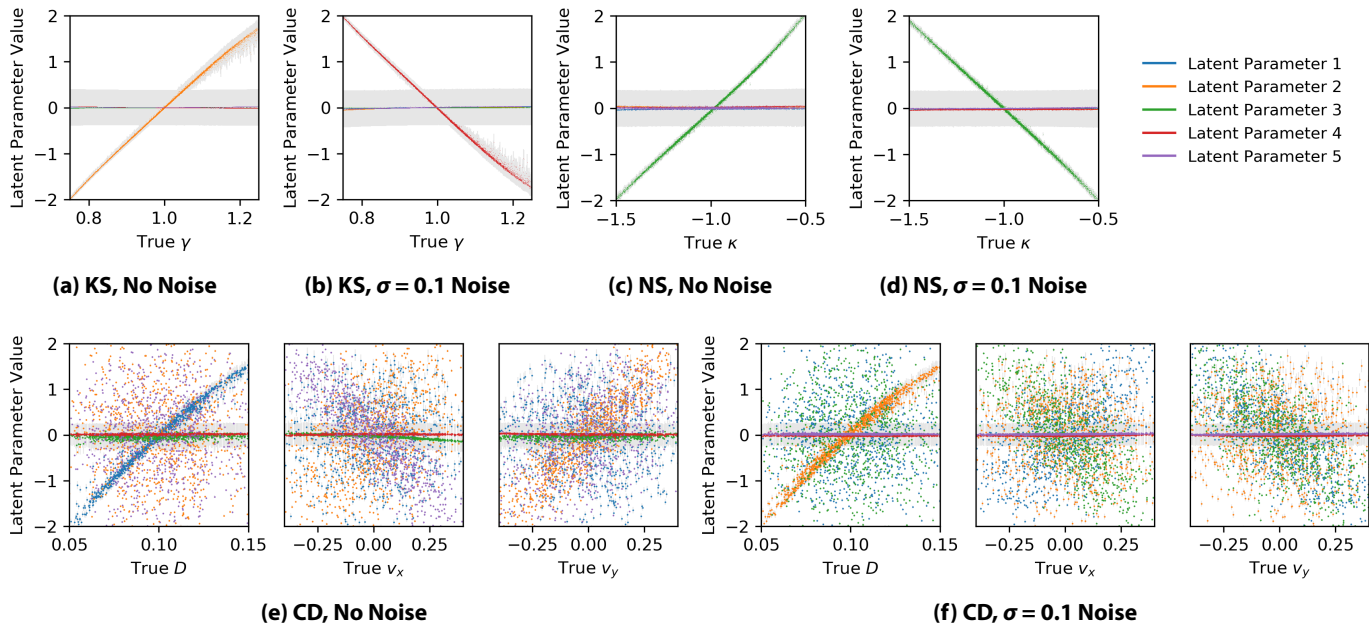 Latent Parameter Value
2
1
0
−1
−2
0.8 1.0 1.2
True γ
(a) KS, No Noise
Latent Parameter Value
2
1
0
−1
−2
0.8 1.0 1.2
True γ
(b) KS, σ = 0.1 Noise
Latent Parameter Value
2
1
0
−1
−2
−1.5 −1.0 −0.5
True κ
(c) NS, No Noise
Latent Parameter Value
2
1
0
−1
−2
−1.5 −1.0 −0.5
True κ
(d) NS, σ = 0.1 Noise
Latent Parameter 1
Latent Parameter 2
Latent Parameter 3
Latent Parameter 4
Latent Parameter 5
Latent Parameter Value
2
1
0
−1
−2
0.05 0.10 0.15
True D
−0.25 0.00 0.25
True vx
−0.25 0.00 0.25
True vy
(e) CD, No Noise
Latent Parameter Value
2
1
0
−1
−2
0.05 0.10 0.15
True D
−0.25 0.00 0.25
True vx
−0.25 0.00 0.25
True vy
(f) CD, σ = 0.1 Noise